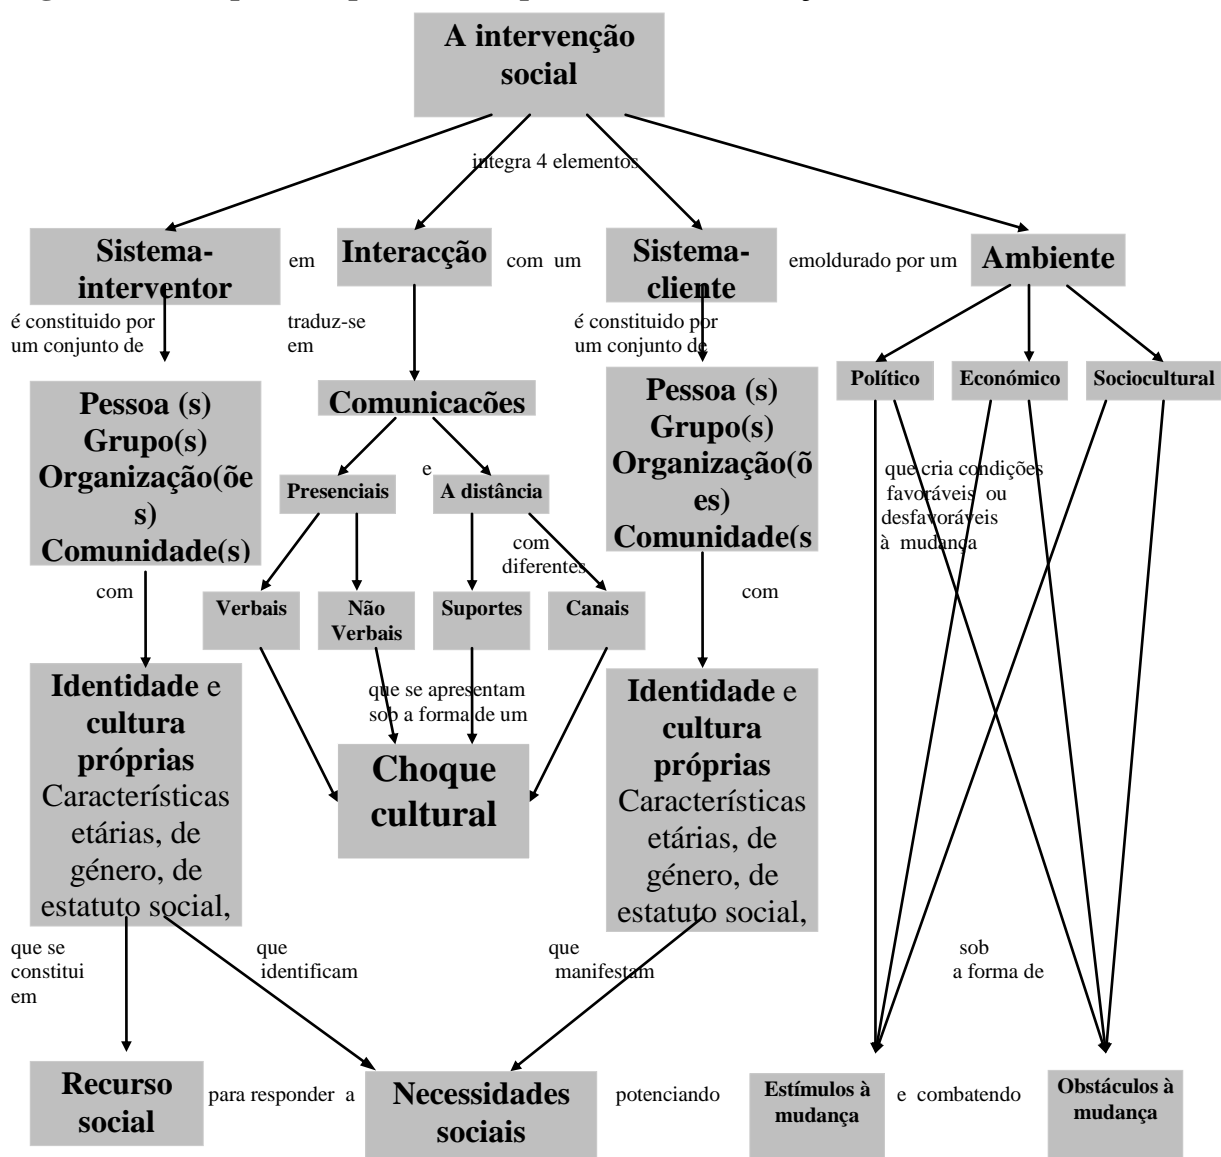 A intervenção
social
integra 4 elementos
Sistema-
interventor
em
Interacção
com um
Sistema-
cliente
emoldurado por um
Ambiente
é constituido por
um conjunto de
traduz-se
em
é constituido por
um conjunto de
Político
Económico
Sociocultural
Pessoa (s)
Grupo(s)
Organização(õe
s)
Comunidade(s)
Comunicacões
Pessoa (s)
Grupo(s)
Organização(õ
es)
Comunidade(s
e
Presenciais
A distância
que cria condições
favoráveis ou
desfavoráveis
à mudança
com
diferentes
com
com
Verbais
Não
Verbais
Suportes
Canais
Identidade e
cultura
próprias
Características
etárias, de
género, de
estatuto social,
que se apresentam
sob a forma de um
Choque
cultural
Identidade e
cultura
próprias
Características
etárias, de
género, de
estatuto social,
que se
constitui
em
que
identificam
que
manifestam
sob
a forma de
Recurso
social
para responder a
Necessidades
sociais
potenciando
Estímulos à
mudança
e combatendo
Obstáculos à
mudança